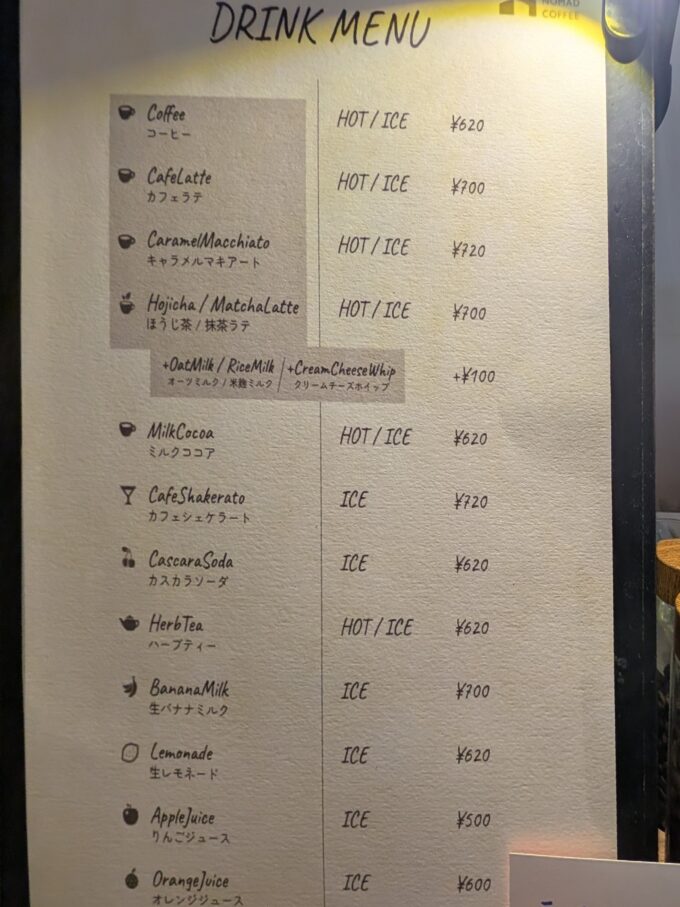 NOMAD
COFFEE
DRINK MENU
Coffee HOT / ICE ¥620
コーヒー
CafeLatte HOT / ICE ¥700
カフェラテ
CaramelMacchiato HOT / ICE ¥720
キャラメルマキアート
Hojicha / MatchaLatte HOT / ICE ¥700
ほうじ茶 / 抹茶ラテ
+OatMilk / RiceMilk / +CreamCheeseWhip +¥100
オーツミルク / 米麹ミルク クリームチーズホイップ
MilkCocoa HOT / ICE ¥620
ミルクココア
CafeShakerato ICE ¥720
カフェシェケラート
CascaraSoda ICE ¥620
カスカラソーダ
HerbTea HOT / ICE ¥620
ハーブティー
BananaMilk ICE ¥700
生バナナミルク
Lemonade ICE ¥620
生レモネード
AppleJuice ICE ¥500
りんごジュース
OrangeJuice ICE ¥600
オレンジジュース